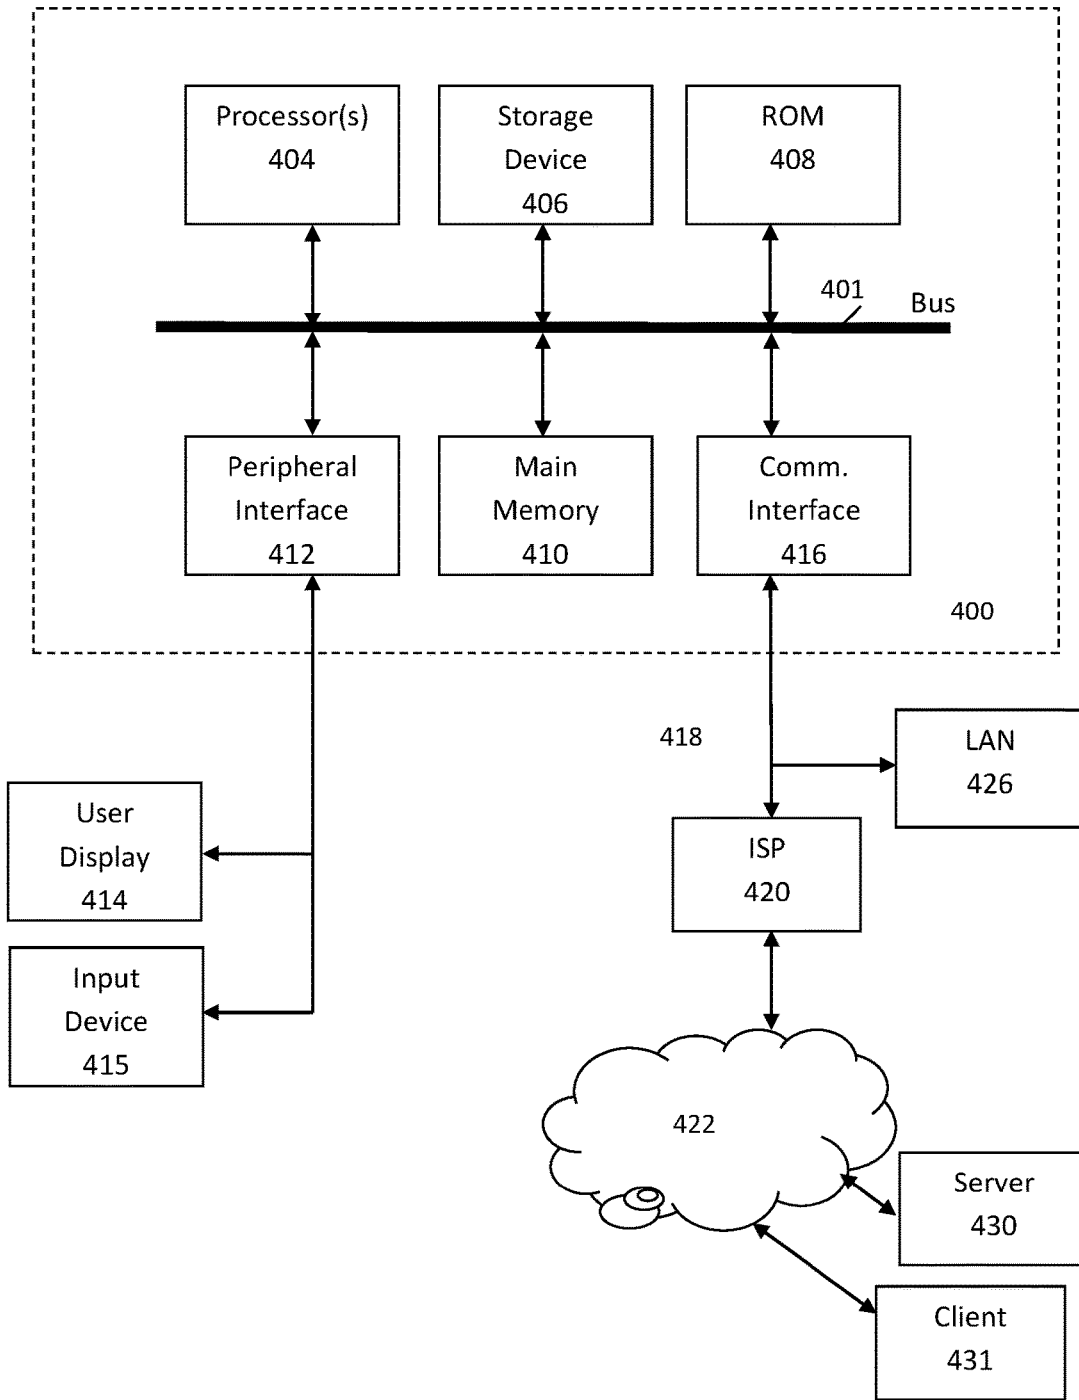 Processor(s)
404
Storage
Device
406
ROM
408
401
Bus
Peripheral
Interface
412
Main
Memory
410
Comm.
Interface
416
400
418
LAN
426
User
Display
414
ISP
420
Input
Device
415
422
Server
430
Client
431